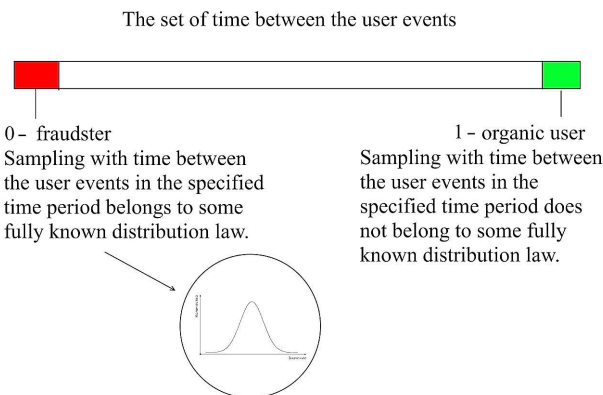 The set of time between the user events
0 – fraudster
Sampling with time between
the user events in the specified
time period belongs to some
fully known distribution law.
1 – organic user
Sampling with time between
the user events in the
specified time period does
not belong to some fully
known distribution law.